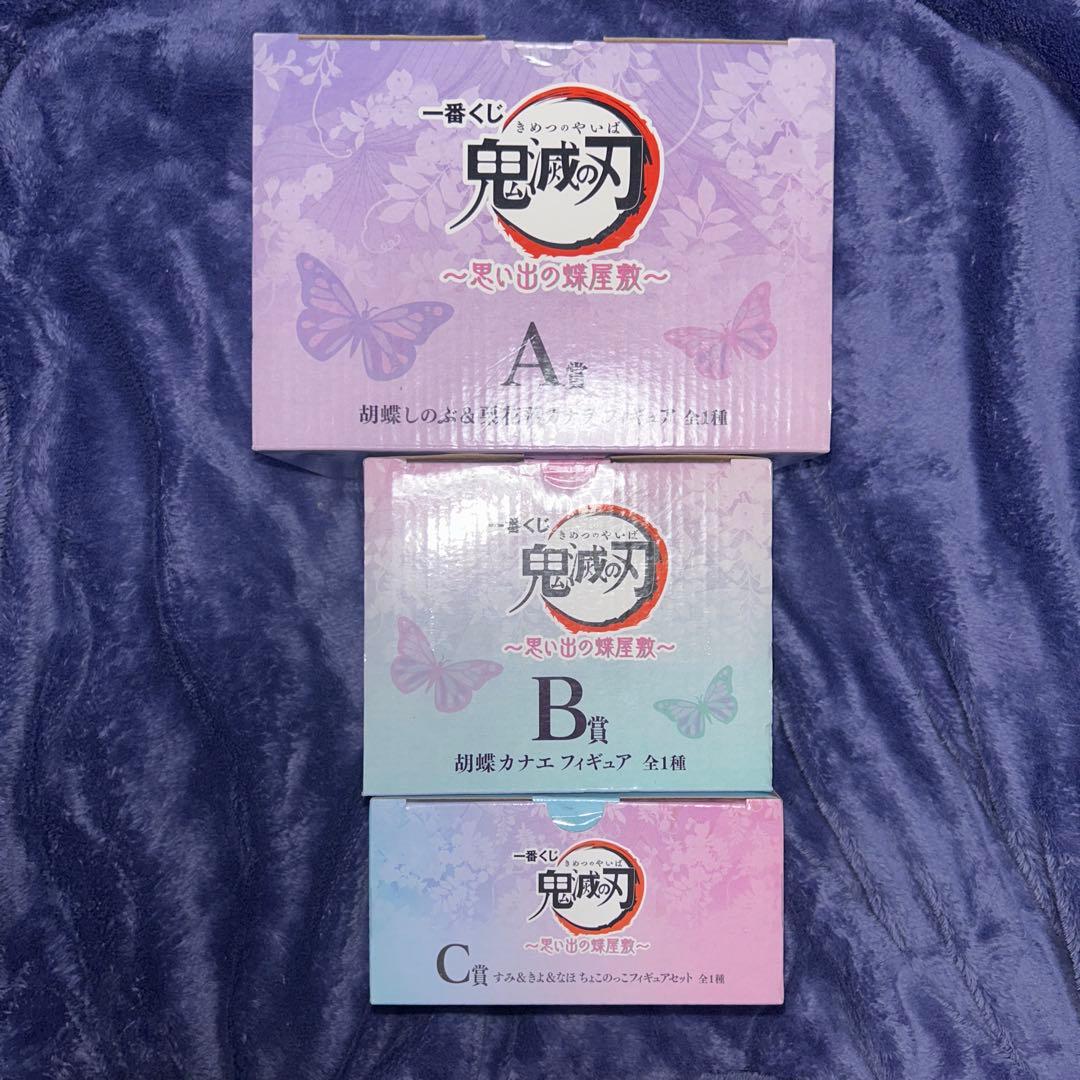 一番くじ
きめつのやいば
鬼滅の刃
～思い出の蝶屋敷～
A賞
胡蝶しのぶ&栗花落カナヲ フィギュア 全1種
一番くじ
きめつのやいば
鬼滅の刃
～思い出の蝶屋敷～
B賞
胡蝶カナエ フィギュア 全1種
一番くじ
きめつのやいば
鬼滅の刃
～思い出の蝶屋敷～
C賞 すみ&きよ&なほ ちょこのっこフィギュアセット 全1種